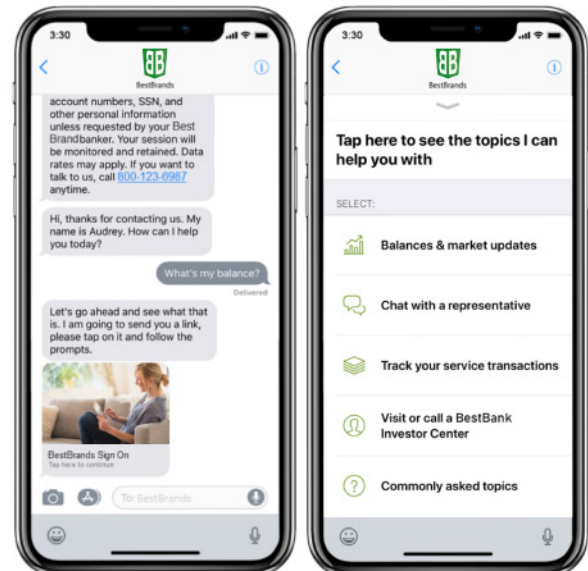 3:30
BestBrands
account numbers, SSN, and
other personal information
unless requested by your Best
Brandbanker. Your session will
be monitored and retained. Data
rates may apply. If you want to
talk to us, call 800-123-6987
anytime.
Hi, thanks for contacting us. My
name is Audrey. How can I help
you today?
What's my balance?
Delivered
Let's go ahead and see what that
is. I am going to send you a link,
please tap on it and follow the
prompts.
BestBrands Sign On
Tap here to continue
To: BestBrands
3:30
BestBrands
Tap here to see the topics I can
help you with
SELECT:
Balances & market updates
Chat with a representative
Track your service transactions
Visit or call a BestBank
Investor Center
Commonly asked topics